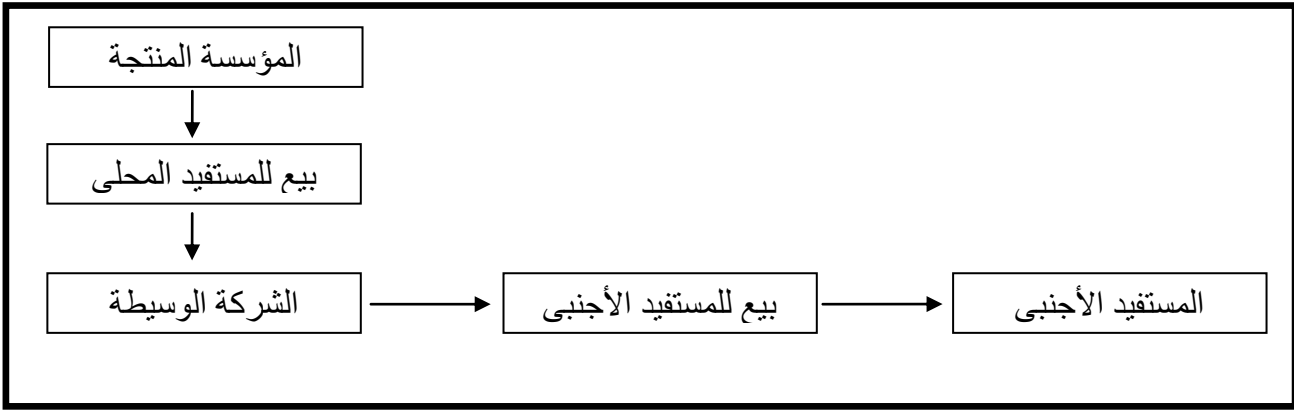 المؤسسة المنتجة
بيع للمستفيد المحلى
الشركة الوسيطة
بيع للمستفيد الأجنبى
المستفيد الأجنبى